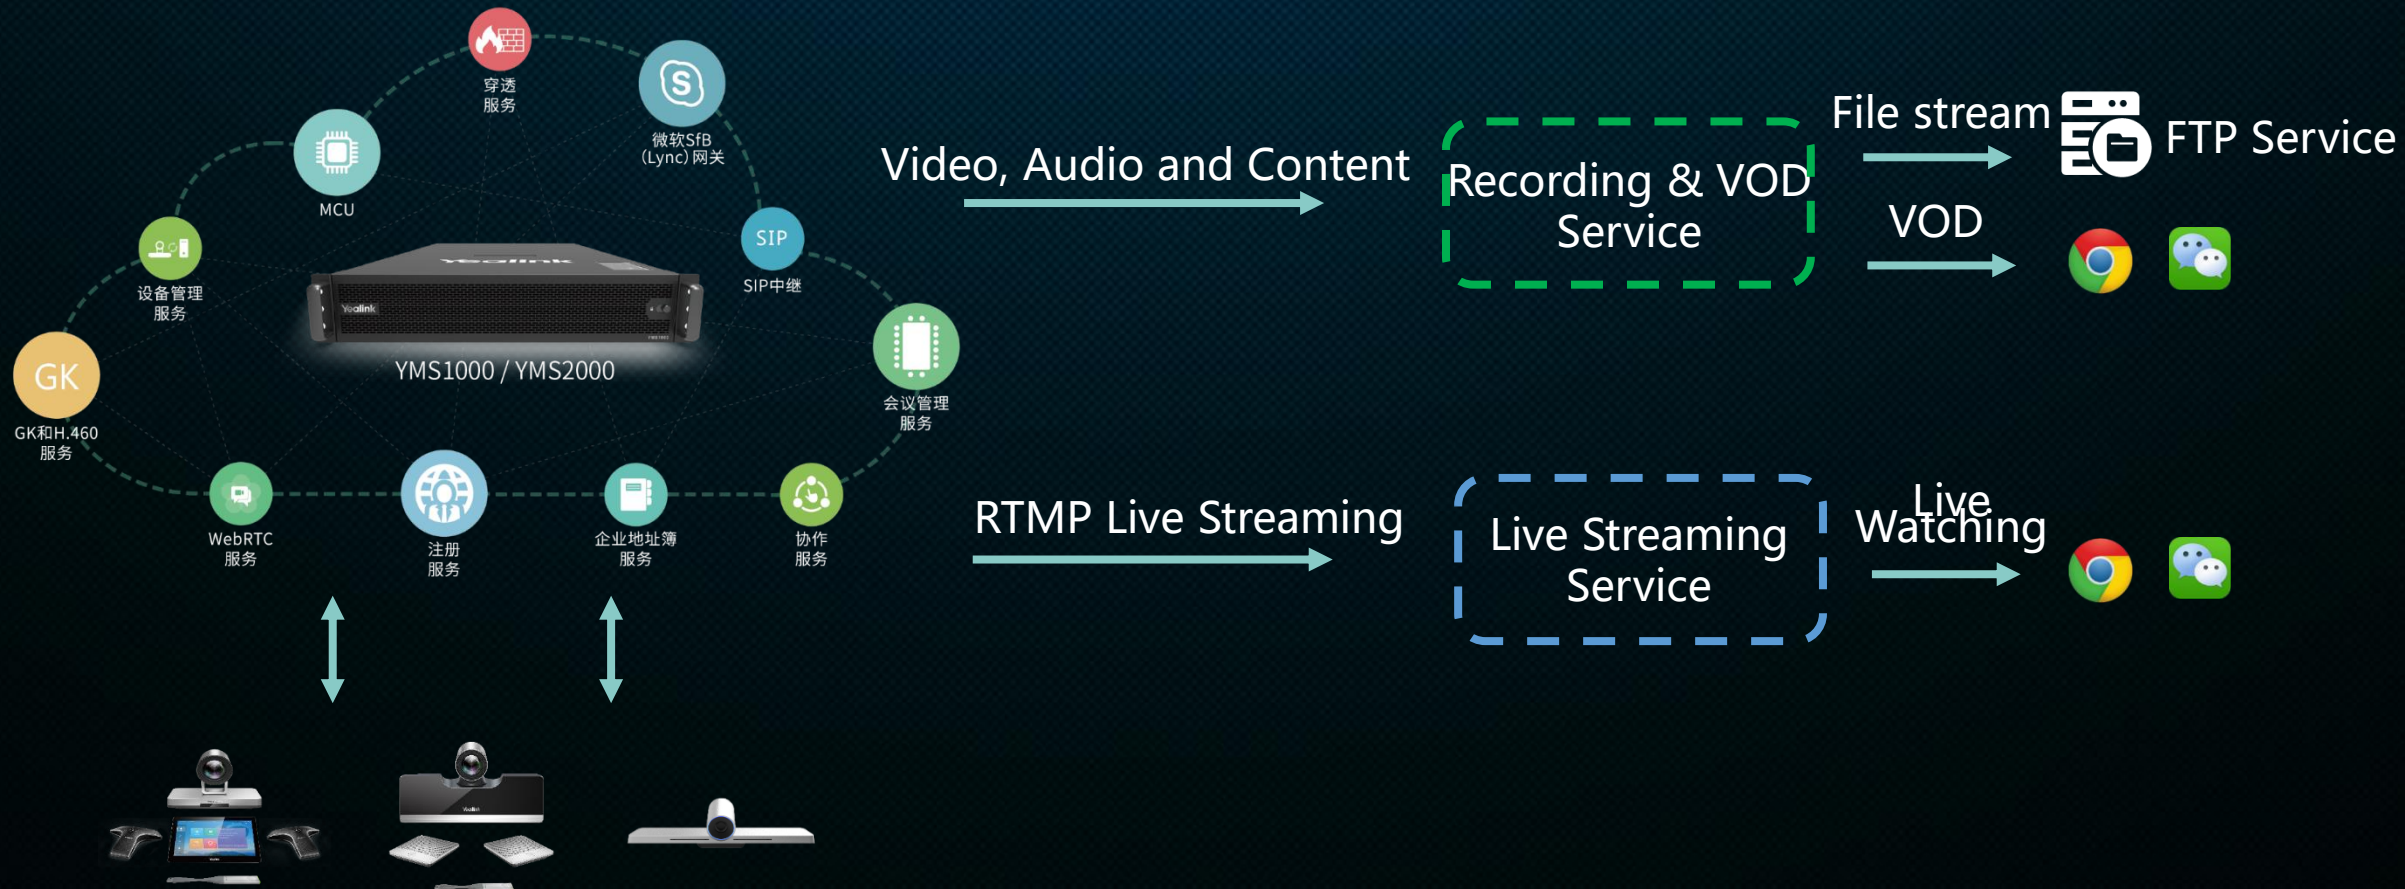 穿透
服务
S
微软SfB
(Lync)网关
MCU
SIP
SIP中继
设备管理
服务
Yealink
Yealink
YMS1000 / YMS2000
GK
GK和H.460
服务
会议管理
服务
WebRTC
服务
注册
服务
企业地址簿
服务
协作
服务
Video, Audio and Content
Recording & VOD
Service
File stream
FTP Service
VOD
RTMP Live Streaming
Live Streaming
Service
Live
Watching
Yealink